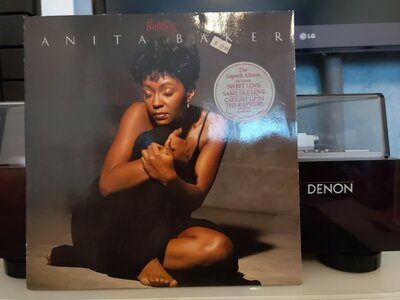 Rapture
ANITA BAKER
The
Superb Album
SWEET LOVE
SAME OLE LOVE
CAUGHT UP IN
THE RAPTURE
LG
DENON